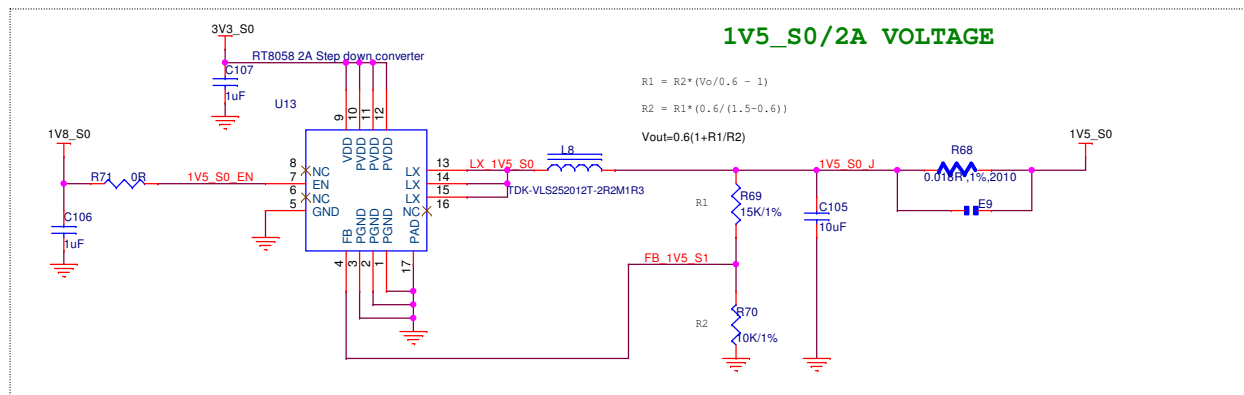 1V5_S0/2A VOLTAGE
3V3_S0
RT8058 2A Step down converter
C107
1uF
U13
R1 = R2*(Vo/0.6 - 1)
R2 = R1*(0.6/(1.5-0.6))
Vout=0.6(1+R1/R2)
9
10
11
12
VDD
PVDD
PVDD
PVDD
1V8_S0
R71
0R
1V5_S0_EN
8
7
6
5
NC
EN
NC
GND
LX
LX
LX
NC
13
14
15
16
LX_1V5_S0
L8
TDK-VLS252012T-2R2M1R3
1V5_S0_J
R68
0.018R ,1%,2010
E9
1V5_S0
C106
1uF
FB
PGND
PGND
PGND
PAD
4
3
2
1
17
R1
R69
15K/1%
C105
10uF
FB_1V5_S1
R2
R70
10K/1%